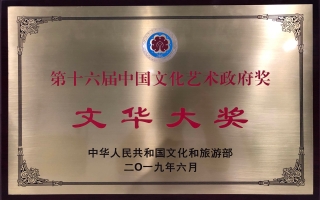 第十六届中国文化艺术政府奖
文华大奖
中华人民共和国文化和旅游部
二〇一九年六月